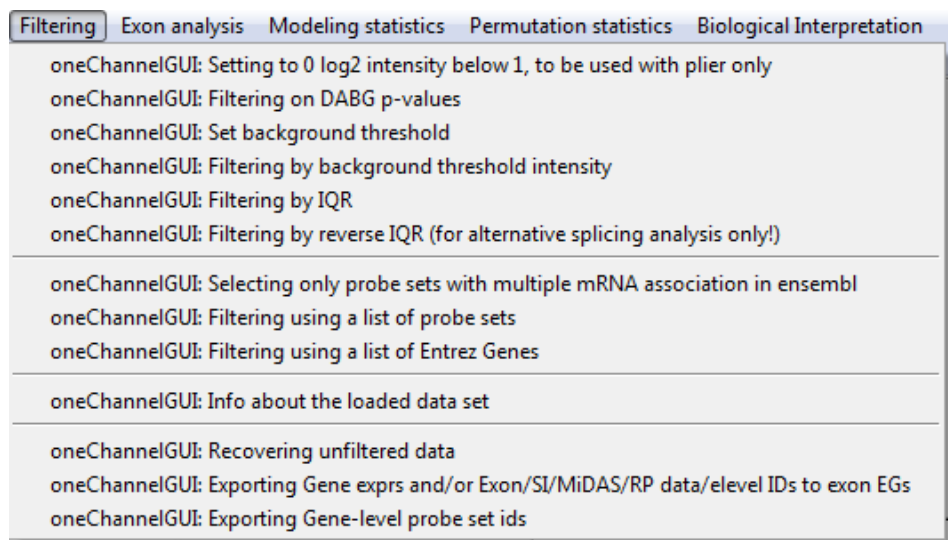 Filtering Exon analysis Modeling statistics Permutation statistics Biological Interpretation
oneChannelGUI: Setting to 0 log2 intensity below 1, to be used with plier only
oneChannelGUI: Filtering on DABG p-values
oneChannelGUI: Set background threshold
oneChannelGUI: Filtering by background threshold intensity
oneChannelGUI: Filtering by IQR
oneChannelGUI: Filtering by reverse IQR (for alternative splicing analysis only!)
oneChannelGUI: Selecting only probe sets with multiple mRNA association in ensembl
oneChannelGUI: Filtering using a list of probe sets
oneChannelGUI: Filtering using a list of Entrez Genes
oneChannelGUI: Info about the loaded data set
oneChannelGUI: Recovering unfiltered data
oneChannelGUI: Exporting Gene exprs and/or Exon/SI/MiDAS/RP data/elevel IDs to exon EGs
oneChannelGUI: Exporting Gene-level probe set ids